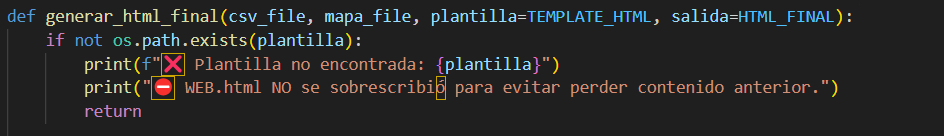 def generar_html_final(csv_file, mapa_file, plantilla=TEMPLATE_HTML, salida=HTML_FINAL):
    if not os.path.exists(plantilla):
        print(f"❌ Plantilla no encontrada: {plantilla}")
        print("⛔ WEB.html NO se sobrescribió para evitar perder contenido anterior.")
        return